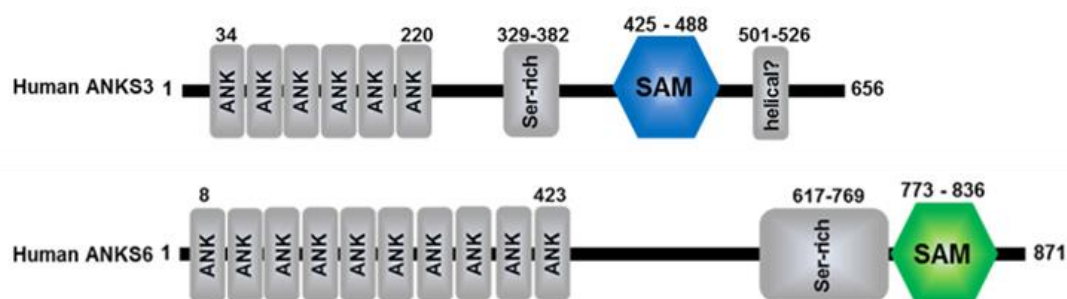 34 220 329-382 425 - 488 501-526
Human ANKS3 1 ANK ANK ANK ANK ANK ANK Ser-rich SAM helical? 656
8 423 617-769 773 - 836
Human ANKS6 1 ANK ANK ANK ANK ANK ANK ANK ANK ANK ANK Ser-rich SAM 871